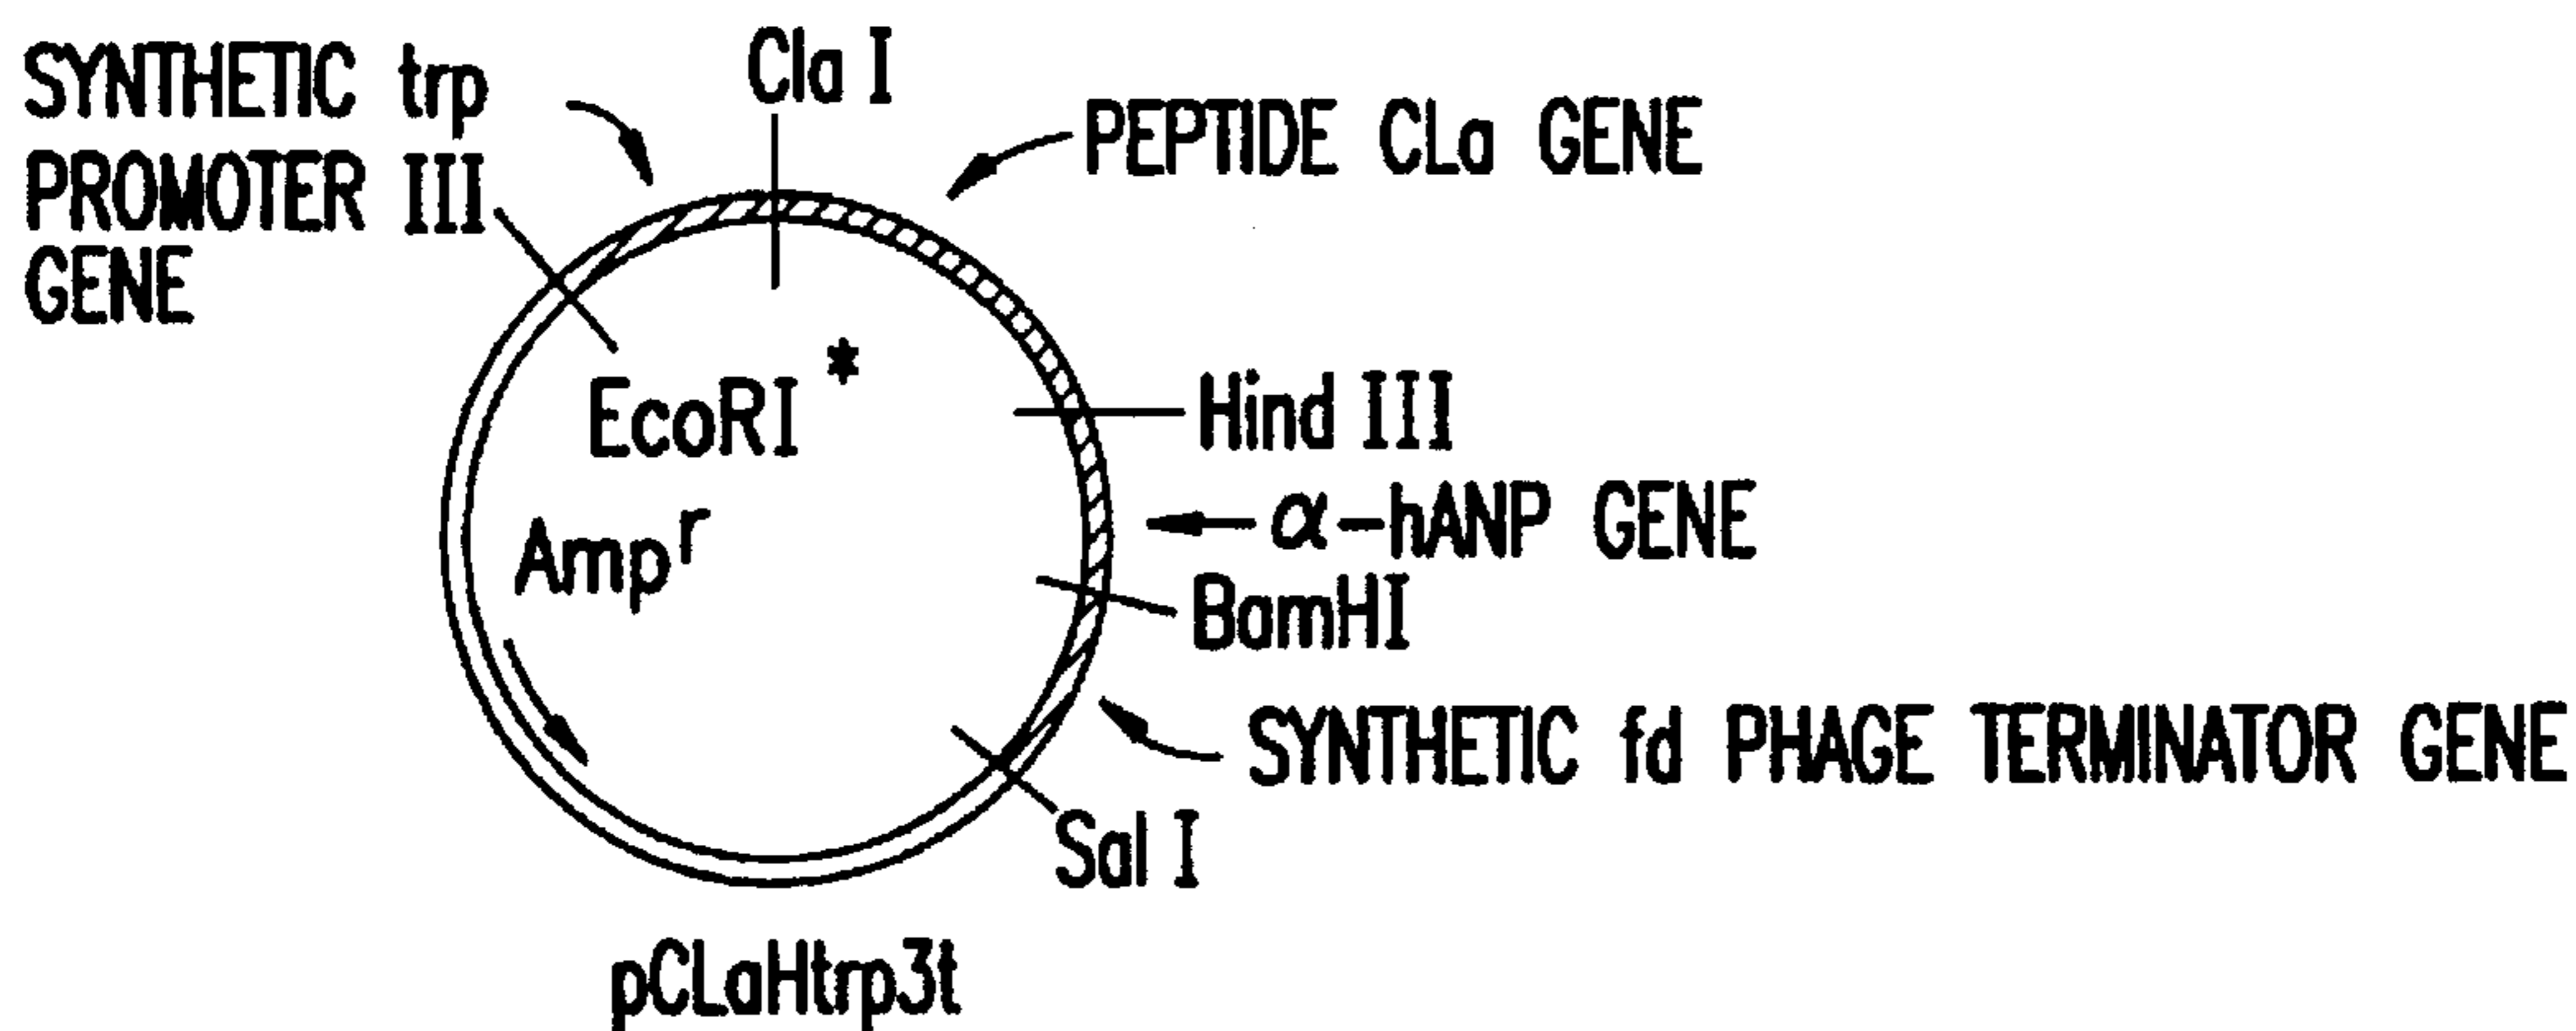 SYNTHETIC trp
PROMOTER III
GENE
Cla I
PEPTIDE CLa GENE
EcoRI *
Hind III
Amp r
α-hANP GENE
BamHI
SYNTHETIC fd PHAGE TERMINATOR GENE
Sal I
pCLaHtrp3t